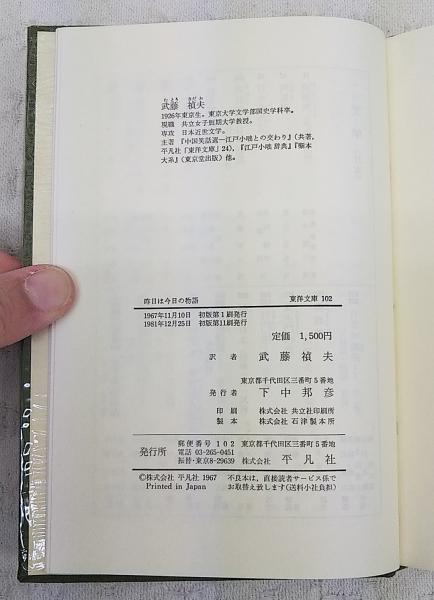 武藤 禎夫
1926年東京生。東京大学文学部国史学科卒。
現職 共立女子短期大学教授。
専攻 日本近世文学。
主著 『中国笑話選―江戸小咄との交わり』（共著，
平凡社「東洋文庫」24），『江戸小咄辞典』『噺本
大系』（東京堂出版）他。
昨日は今日の物語 東洋文庫 102
1967年11月10日 初版第1刷発行
1981年12月25日 初版第11刷発行
定価 1,500円
訳者 武藤禎夫
東京都千代田区三番町5番地
発行者 下中邦彦
印刷 株式会社 共立社印刷所
製本 株式会社 石津製本所
郵便番号 102 東京都千代田区三番町5番地
発行所 電話 03-265-0451
振替・東京8-29639 株式会社 平凡社
©株式会社 平凡社 1967 不良本は，直接読者サービス係で
Printed in Japan お取替え致します（送料小社負担）